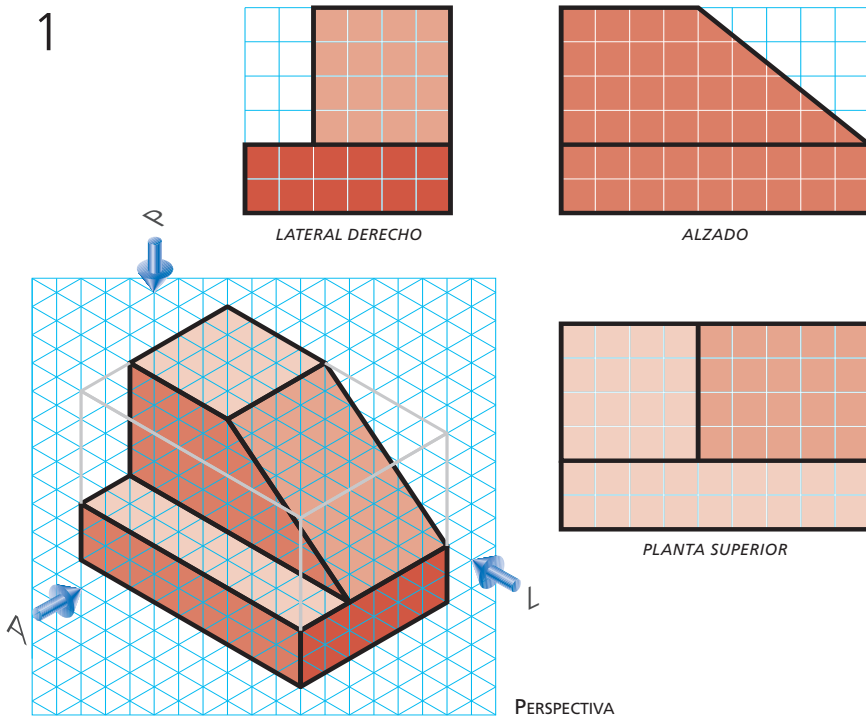 1
LATERAL DERECHO
ALZADO
P
PLANTA SUPERIOR
A
L
PERSPECTIVA